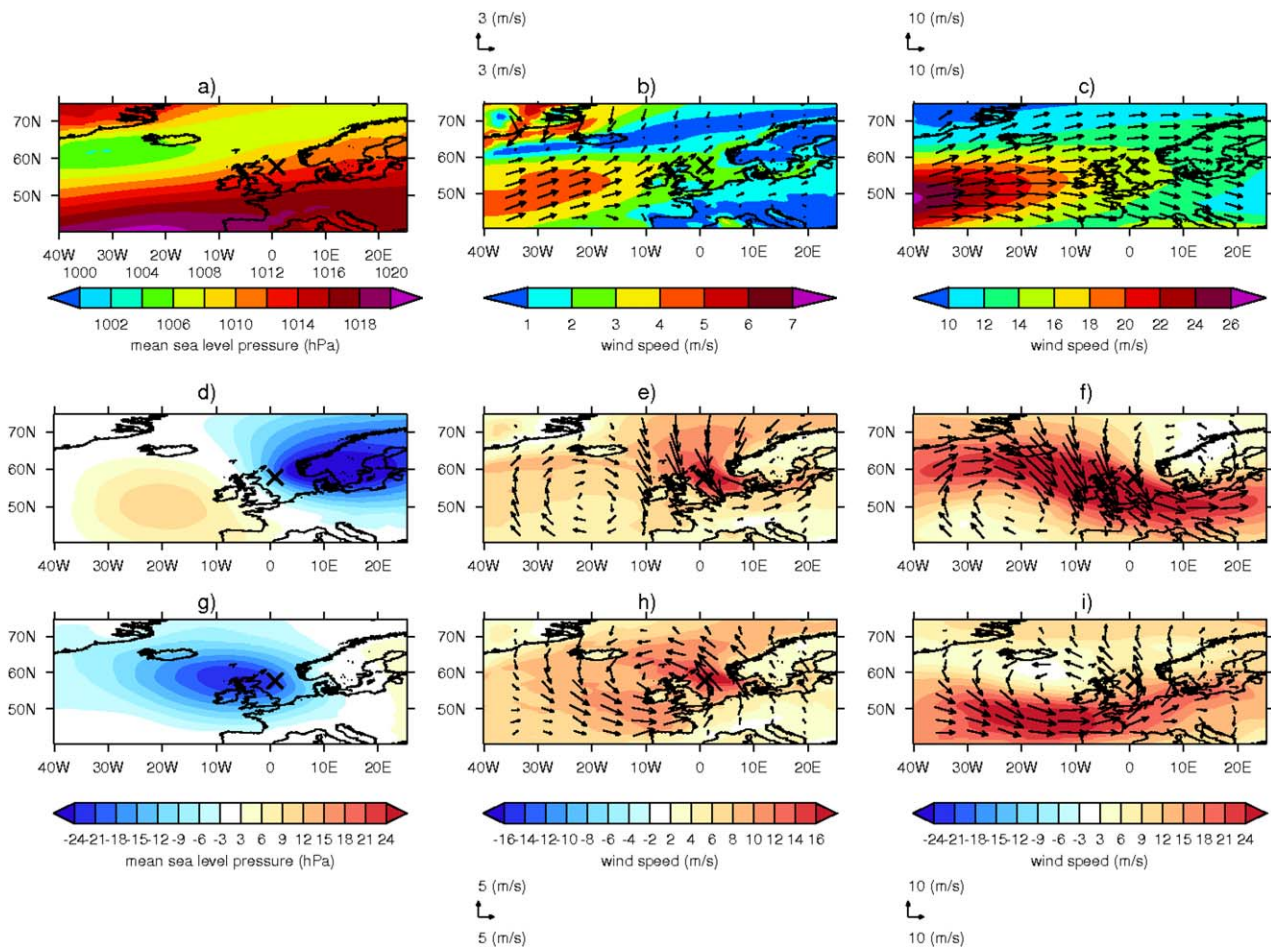 3 (m/s)
3 (m/s)
10 (m/s)
10 (m/s)
a)
70N
60N
50N
40W 30W 20W 10W 0 10E 20E
1000 1004 1008 1012 1016 1020
1002 1006 1010 1014 1018
mean sea level pressure (hPa)
b)
70N
60N
50N
40W 30W 20W 10W 0 10E 20E
1 2 3 4 5 6 7
wind speed (m/s)
c)
70N
60N
50N
40W 30W 20W 10W 0 10E 20E
10 12 14 16 18 20 22 24 26
wind speed (m/s)
d)
70N
60N
50N
40W 30W 20W 10W 0 10E 20E
e)
70N
60N
50N
40W 30W 20W 10W 0 10E 20E
f)
70N
60N
50N
40W 30W 20W 10W 0 10E 20E
g)
70N
60N
50N
40W 30W 20W 10W 0 10E 20E
-24 -21 -18 -15 -12 -9 -6 -3 3 6 9 12 15 18 21 24
mean sea level pressure (hPa)
h)
70N
60N
50N
40W 30W 20W 10W 0 10E 20E
-16 -14 -12 -10 -8 -6 -4 -2 2 4 6 8 10 12 14 16
wind speed (m/s)
i)
70N
60N
50N
40W 30W 20W 10W 0 10E 20E
-24 -21 -18 -15 -12 -9 -6 -3 3 6 9 12 15 18 21 24
wind speed (m/s)
5 (m/s)
5 (m/s)
10 (m/s)
10 (m/s)